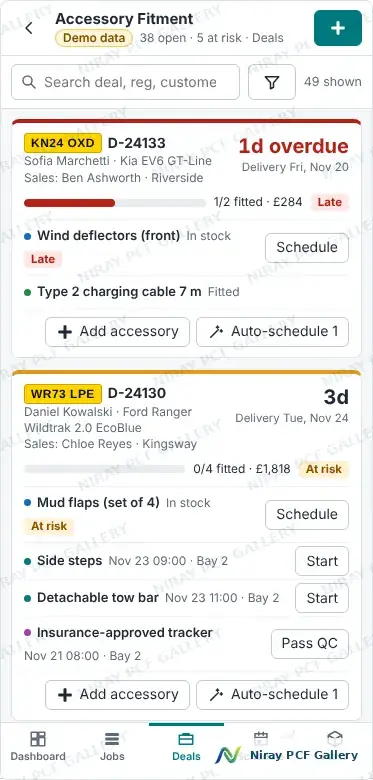 Accessory Fitment
Demo data 38 open · 5 at risk · Deals
Search deal, reg, custome
49 shown
KN24 OXD D-24133
1d overdue
Sofia Marchetti · Kia EV6 GT-Line
Delivery Fri, Nov 20
Sales: Ben Ashworth · Riverside
1/2 fitted · £284 Late
Wind deflectors (front) In stock
Late
Schedule
Type 2 charging cable 7 m Fitted
Add accessory
Auto-schedule 1
WR73 LPE D-24130
3d
Daniel Kowalski · Ford Ranger
Wildtrak 2.0 EcoBlue
Delivery Tue, Nov 24
Sales: Chloe Reyes · Kingsway
0/4 fitted · £1,818 At risk
Mud flaps (set of 4) In stock
At risk
Schedule
Side steps Nov 23 09:00 · Bay 2
Start
Detachable tow bar Nov 23 11:00 · Bay 2
Start
Insurance-approved tracker
Nov 21 08:00 · Bay 2
Pass QC
Add accessory
Auto-schedule 1
Dashboard
Jobs
Deals
Niray PCF Gallery
NIRAY PCF GALLERY